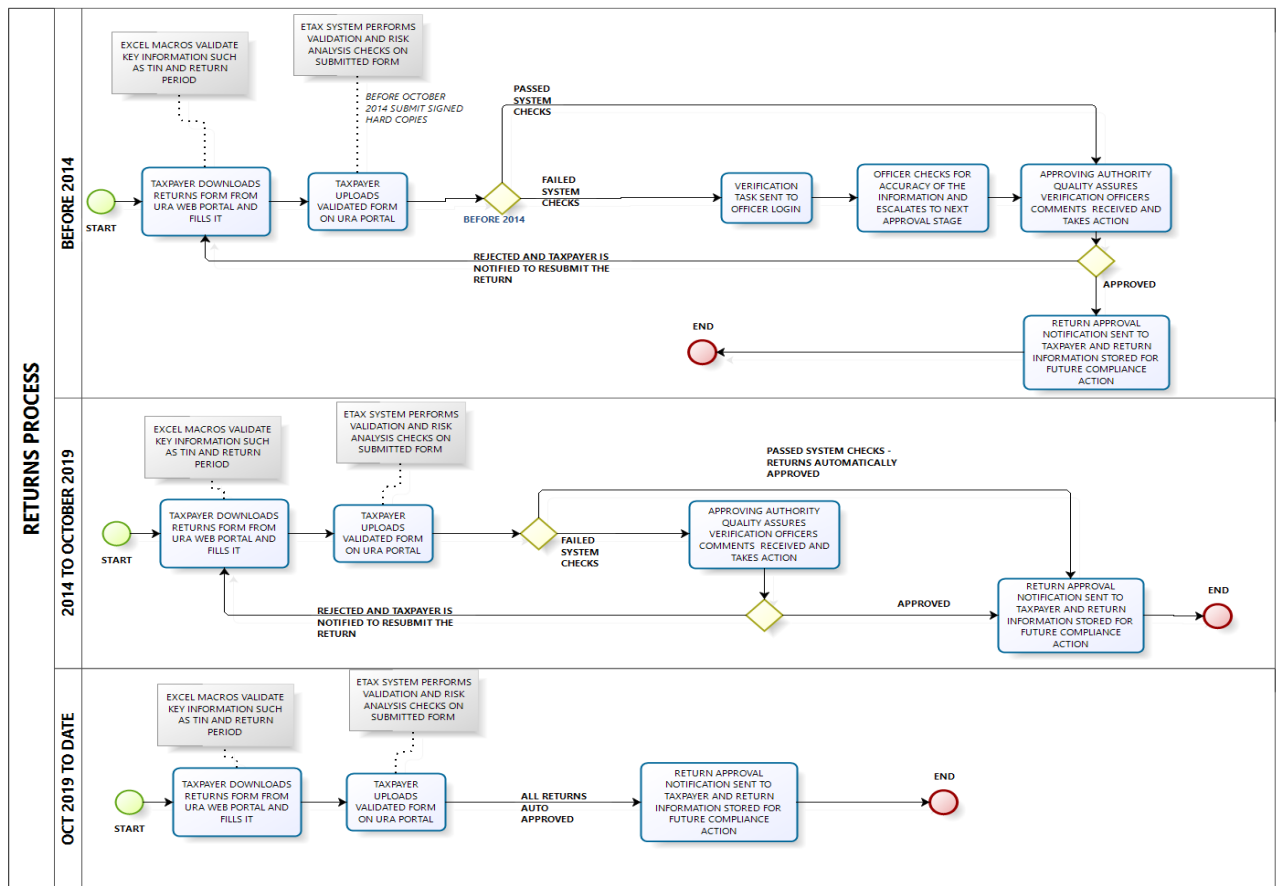 RETURNS PROCESS
BEFORE 2014
EXCEL MACROS VALIDATE
KEY INFORMATION SUCH
AS TIN AND RETURN
PERIOD
ETAX SYSTEM PERFORMS
VALIDATION AND RISK
ANALYSIS CHECKS ON
SUBMITTED FORM
BEFORE OCTOBER
2014 SUBMIT SIGNED
HARD COPIES
PASSED
SYSTEM
CHECKS
START
TAXPAYER DOWNLOADS
RETURNS FORM FROM
URA WEB PORTAL AND
FILLS IT
TAXPAYER
UPLOADS
VALIDATED FORM
ON URA PORTAL
BEFORE 2014
FAILED
SYSTEM
CHECKS
VERIFICATION
TASK SENT TO
OFFICER LOGIN
OFFICER CHECKS FOR
ACCURACY OF THE
INFORMATION AND
ESCALATES TO NEXT
APPROVAL STAGE
APPROVING AUTHORITY
QUALITY ASSURES
VERIFICATION OFFICERS
COMMENTS RECEIVED AND
TAKES ACTION
REJECTED AND TAXPAYER IS
NOTIFIED TO RESUBMIT THE
RETURN
APPROVED
RETURN APPROVAL
NOTIFICATION SENT TO
TAXPAYER AND RETURN
INFORMATION STORED FOR
FUTURE COMPLIANCE
ACTION
END
2014 TO OCTOBER 2019
EXCEL MACROS VALIDATE
KEY INFORMATION SUCH
AS TIN AND RETURN
PERIOD
ETAX SYSTEM PERFORMS
VALIDATION AND RISK
ANALYSIS CHECKS ON
SUBMITTED FORM
PASSED SYSTEM CHECKS -
RETURNS AUTOMATICALLY
APPROVED
START
TAXPAYER DOWNLOADS
RETURNS FORM FROM
URA WEB PORTAL AND
FILLS IT
TAXPAYER
UPLOADS
VALIDATED FORM
ON URA PORTAL
FAILED
SYSTEM
CHECKS
APPROVING AUTHORITY
QUALITY ASSURES
VERIFICATION OFFICERS
COMMENTS RECEIVED AND
TAKES ACTION
REJECTED AND TAXPAYER IS
NOTIFIED TO RESUBMIT THE
RETURN
APPROVED
RETURN APPROVAL
NOTIFICATION SENT TO
TAXPAYER AND RETURN
INFORMATION STORED FOR
FUTURE COMPLIANCE
ACTION
END
OCT 2019 TO DATE
EXCEL MACROS VALIDATE
KEY INFORMATION SUCH
AS TIN AND RETURN
PERIOD
ETAX SYSTEM PERFORMS
VALIDATION AND RISK
ANALYSIS CHECKS ON
SUBMITTED FORM
START
TAXPAYER DOWNLOADS
RETURNS FORM FROM
URA WEB PORTAL AND
FILLS IT
TAXPAYER
UPLOADS
VALIDATED FORM
ON URA PORTAL
ALL RETURNS
AUTO
APPROVED
RETURN APPROVAL
NOTIFICATION SENT TO
TAXPAYER AND RETURN
INFORMATION STORED FOR
FUTURE COMPLIANCE
ACTION
END